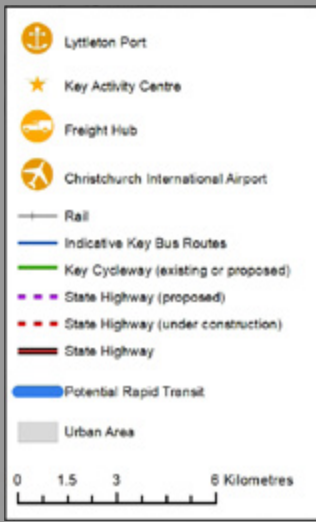 Lyttleton Port
Key Activity Centre
Freight Hub
Christchurch International Airport
Rail
Indicative Key Bus Routes
Key Cycleway (existing or proposed)
State Highway (proposed)
State Highway (under construction)
State Highway
Potential Rapid Transit
Urban Area
0 1.5 3 6 Kilometres